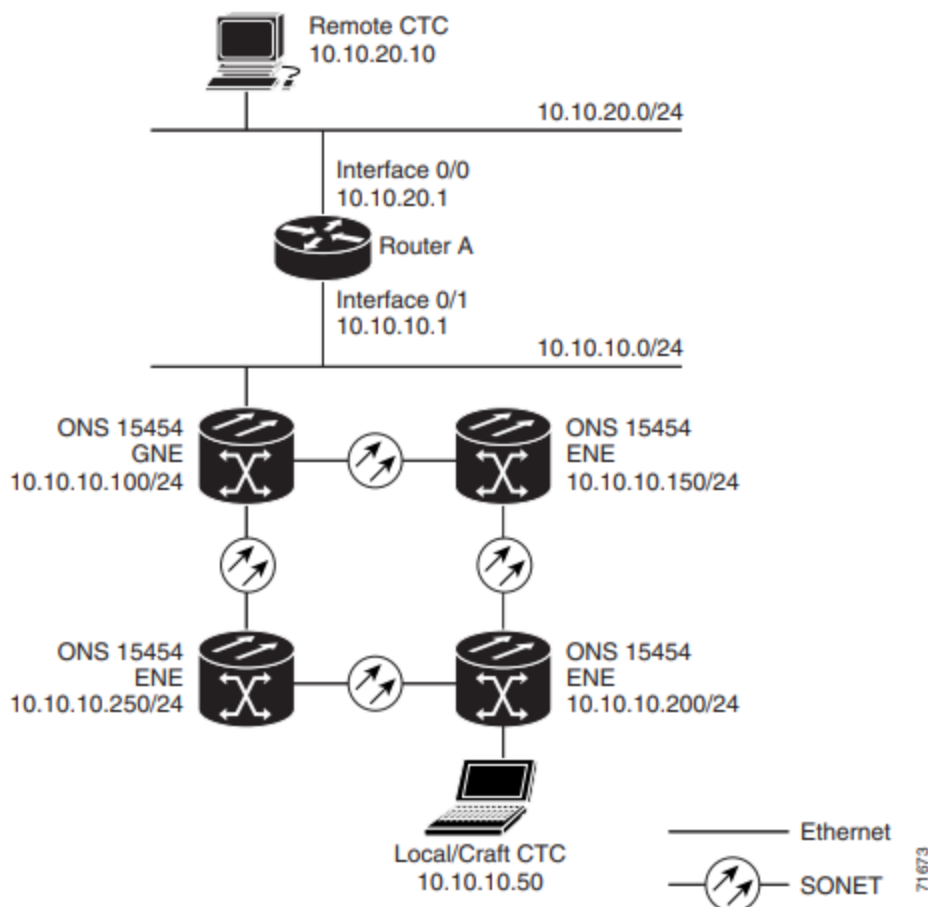 Remote CTC
10.10.20.10
10.10.20.0/24
Interface 0/0
10.10.20.1
Router A
Interface 0/1
10.10.10.1
10.10.10.0/24
ONS 15454
GNE
10.10.10.100/24
ONS 15454
ENE
10.10.10.150/24
ONS 15454
ENE
10.10.10.250/24
ONS 15454
ENE
10.10.10.200/24
Local/Craft CTC
10.10.10.50
Ethernet
SONET
71673